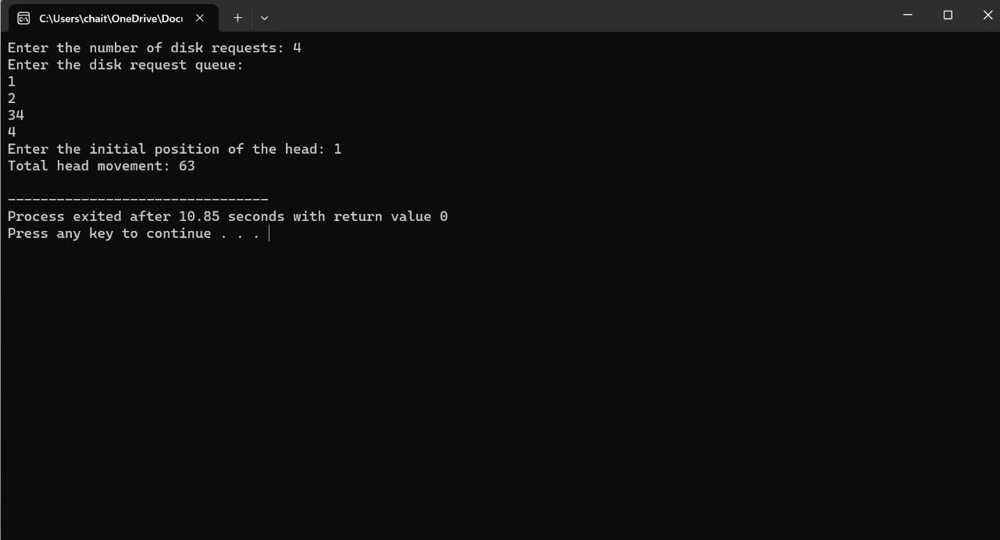 C:\Users\chait\OneDrive\Docu
Enter the number of disk requests: 4
Enter the disk request queue:
1
2
34
4
Enter the initial position of the head: 1
Total head movement: 63
--------------------------------
Process exited after 10.85 seconds with return value 0
Press any key to continue . . .